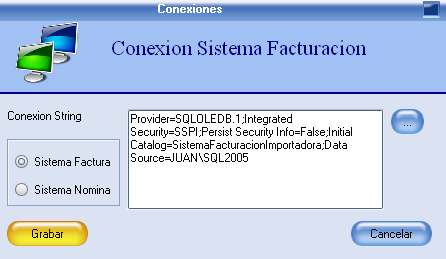 Conexiones
Conexion Sistema Facturacion
Conexion String
Provider=SQLOLEDB.1;Integrated
Security=SSPI;Persist Security Info=False;Initial
Catalog=SistemaFacturacionImportadora;Data
Source=JUAN\SQL2005
...
Sistema Factura
Sistema Nomina
Grabar
Cancelar